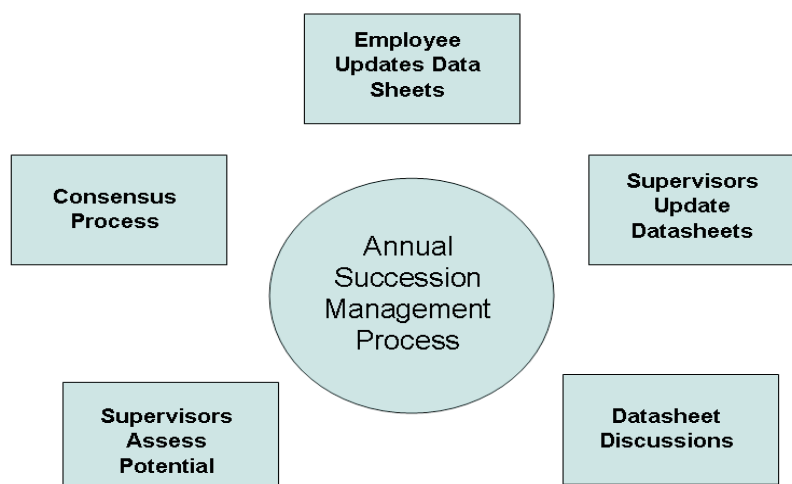 Employee
Updates Data
Sheets
Consensus
Process
Supervisors
Update
Datasheets
Annual
Succession
Management
Process
Supervisors
Assess
Potential
Datasheet
Discussions